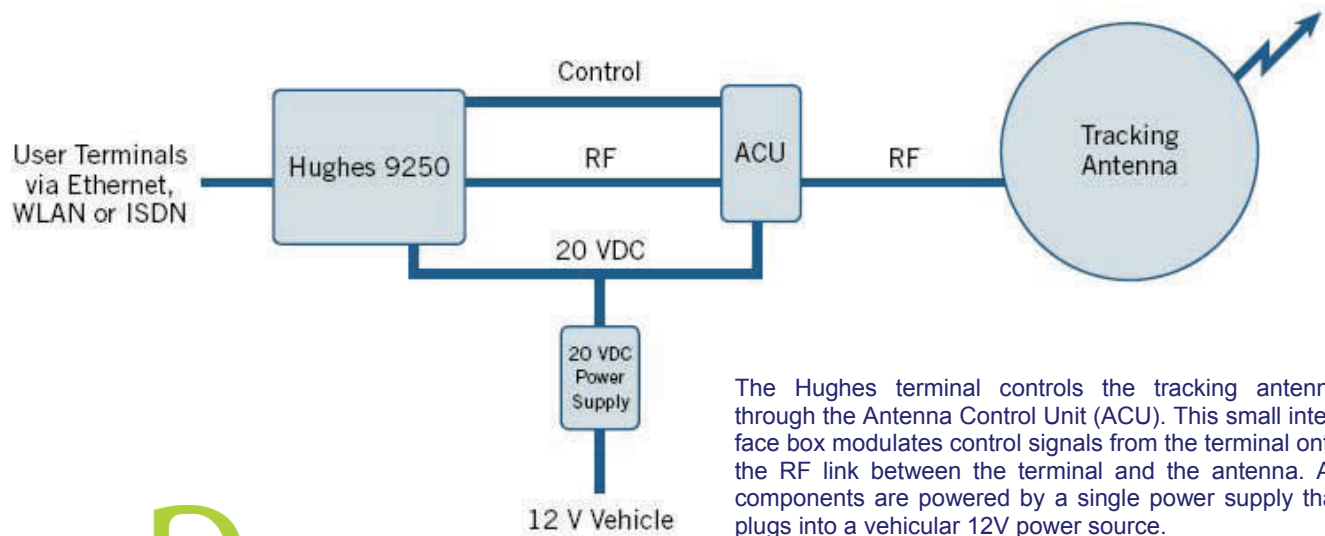 Control
User Terminals
via Ethernet,
WLAN or ISDN
Hughes 9250
RF
ACU
RF
Tracking
Antenna
20 VDC
20 VDC
Power
Supply
12 V Vehicle
The Hughes terminal controls the tracking antenn
through the Antenna Control Unit (ACU). This small inte
face box modulates control signals from the terminal ont
the RF link between the terminal and the antenna. A
components are powered by a single power supply tha
plugs into a vehicular 12V power source.